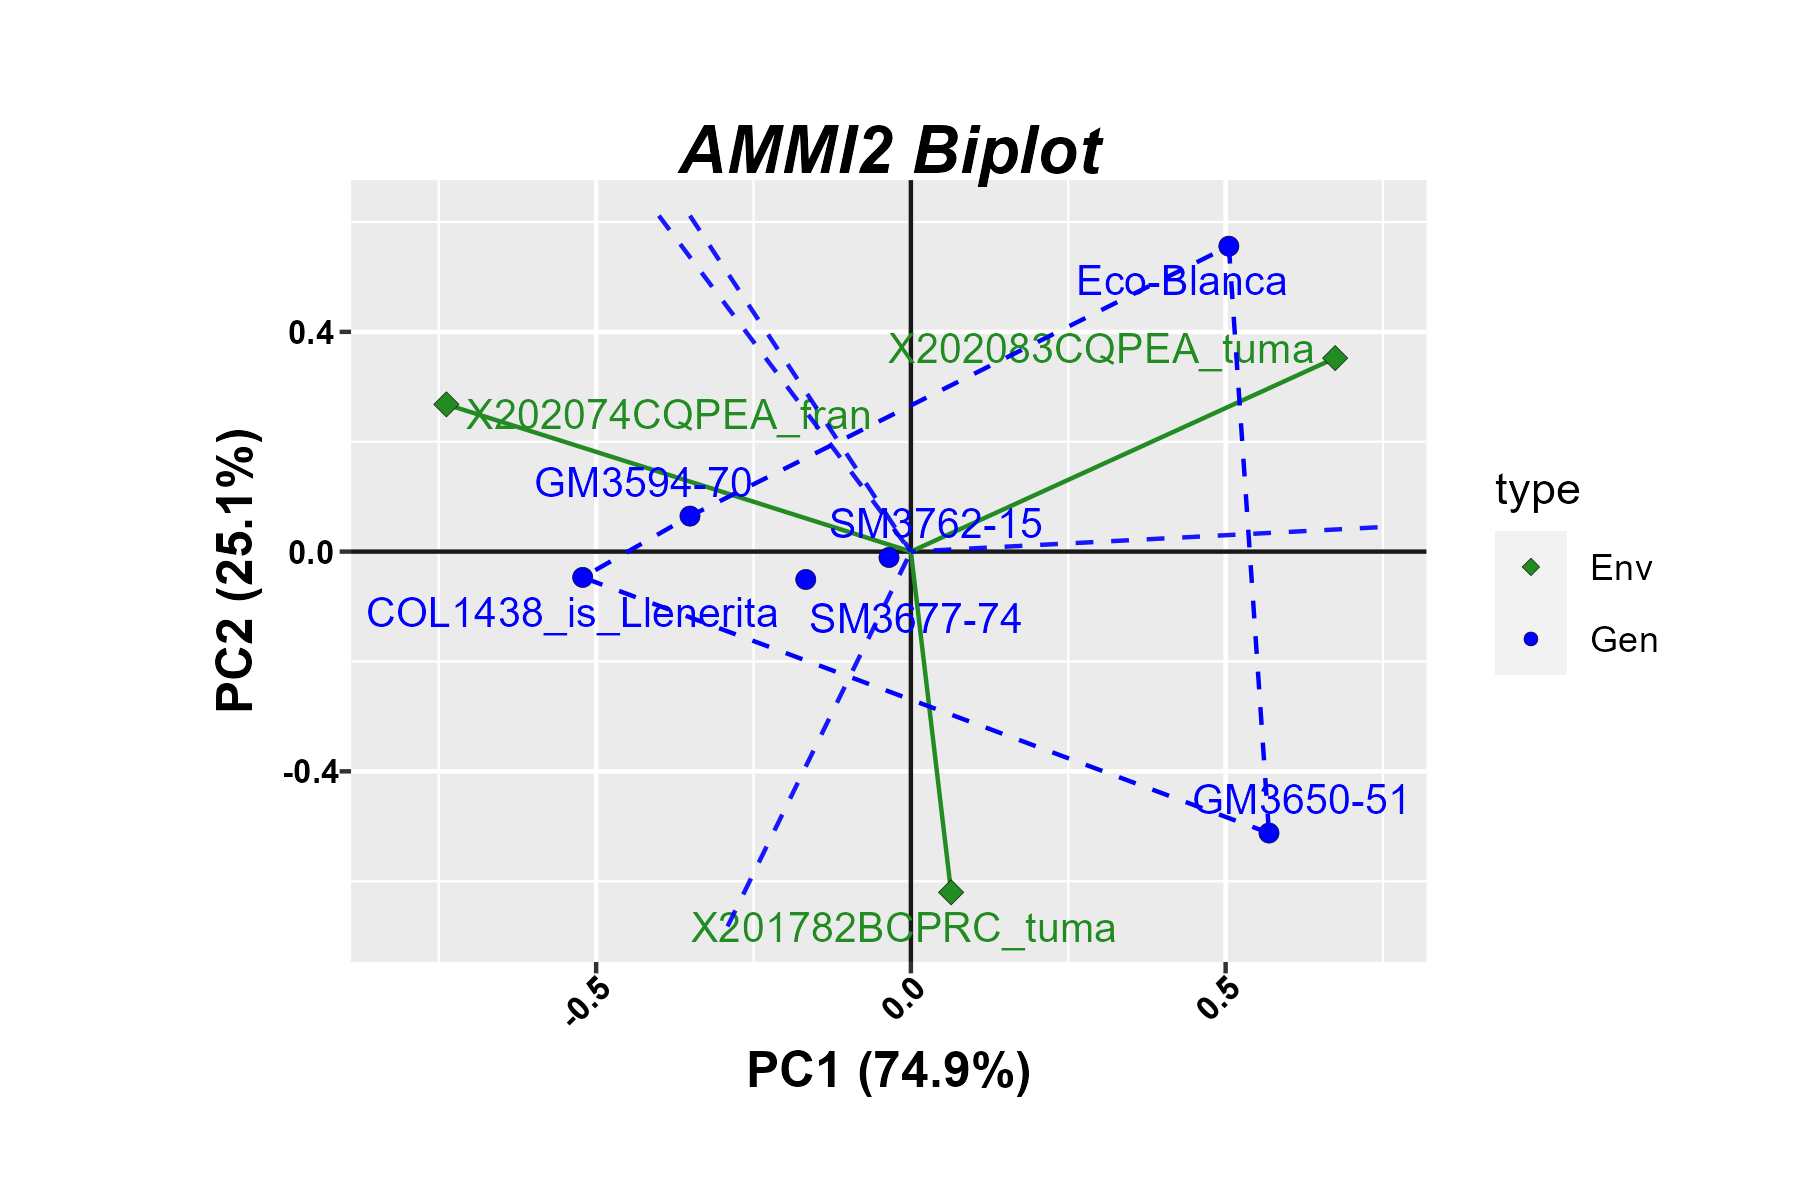 AMMI2 Biplot
Eco-Blanca
0.4
X202083CQPEA_tuma
X202074CQPEA_fran
GM3594-70
SM3762-15
0.0
COL1438_is_Llenerita
SM3677-74
-0.4
GM3650-51
X201782BCPRC_tuma
PC2 (25.1%)
-0.5
0.0
0.5
PC1 (74.9%)
type
Env
Gen